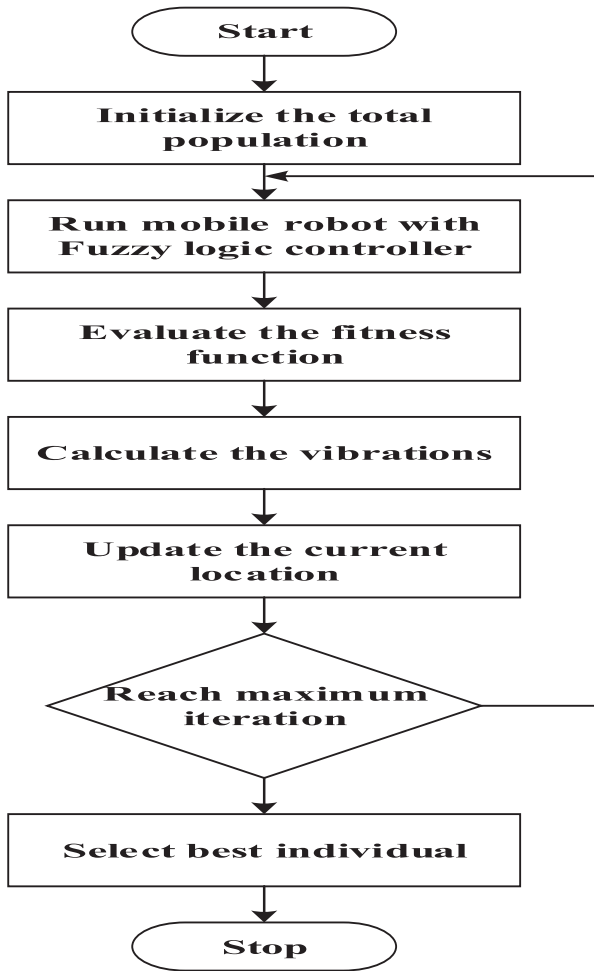 Start
Initialize the total
population
Run mobile robot with
Fuzzy logic controller
Evaluate the fitness
function
Calculate the vibrations
Update the current
location
Reach maximum
iteration
Select best individual
Stop